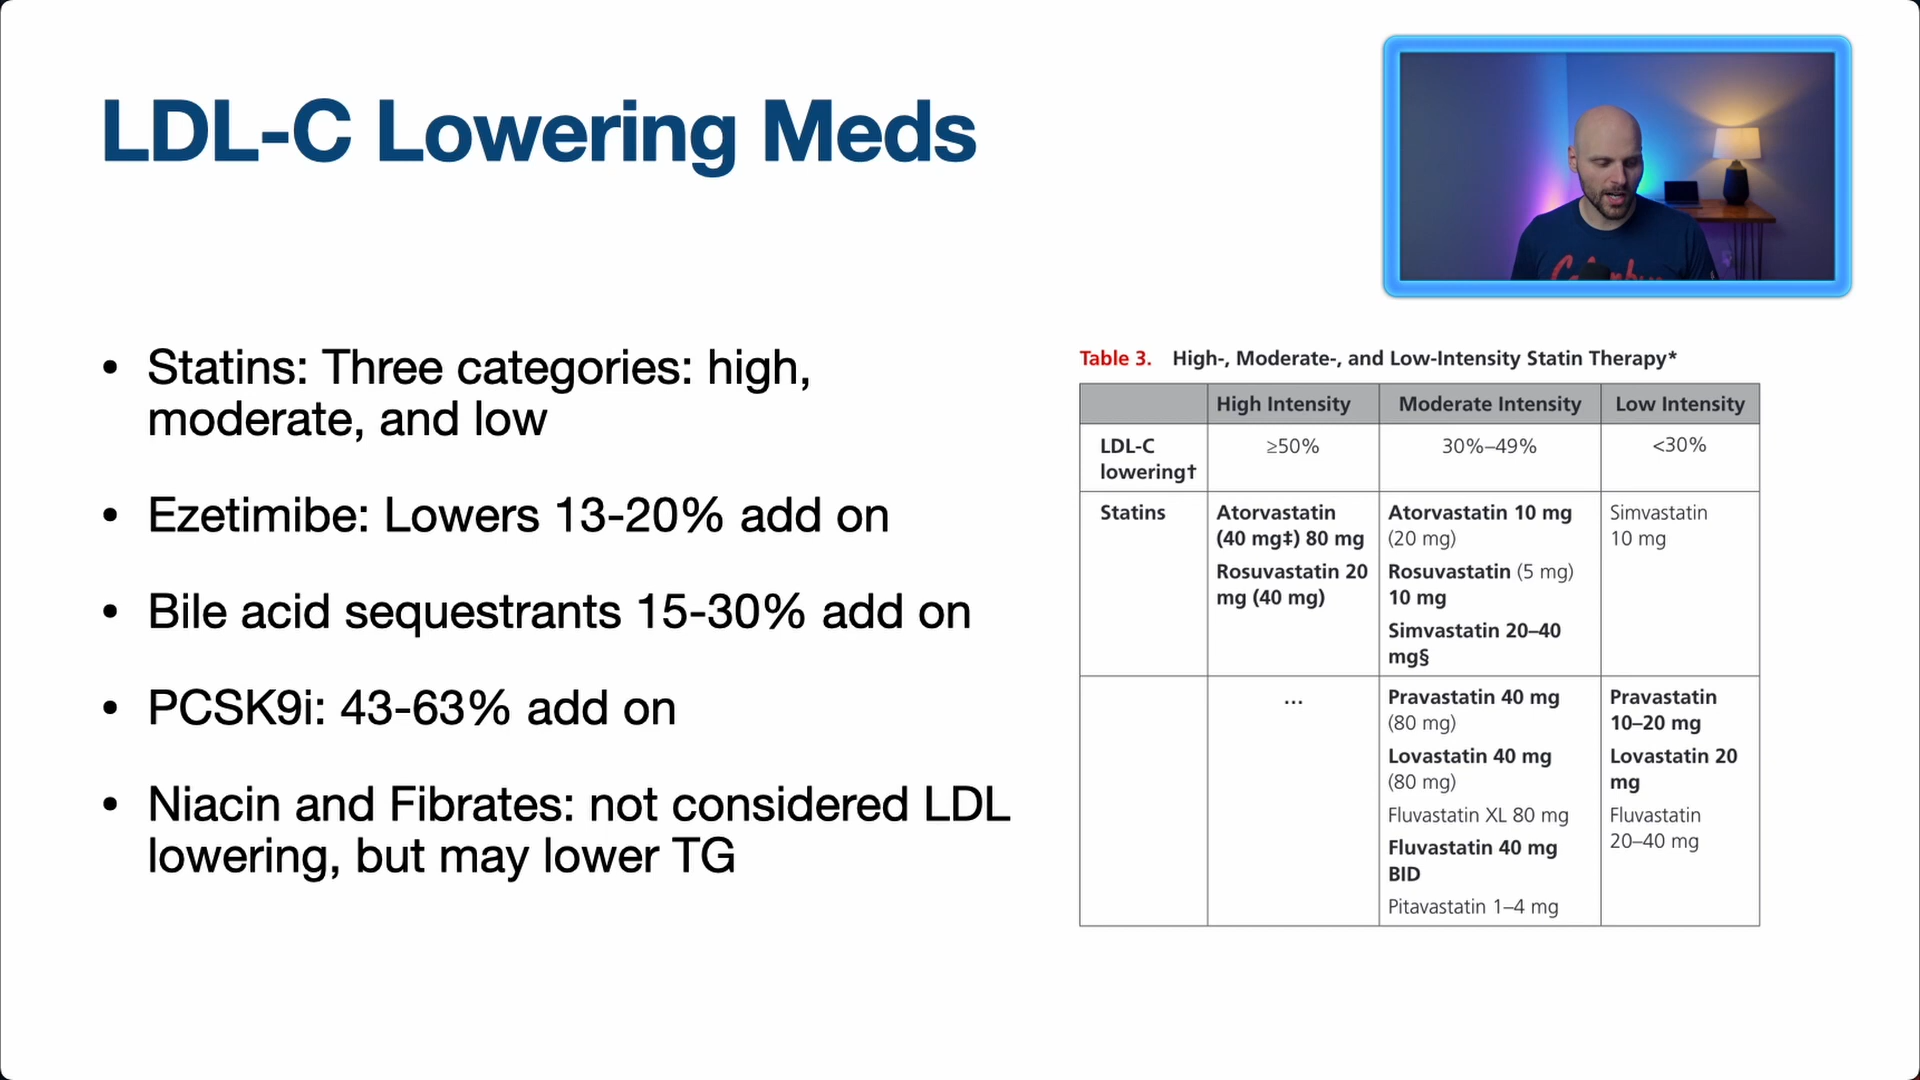 LDL-C Lowering Meds
• Statins: Three categories: high,
moderate, and low
• Ezetimibe: Lowers 13-20% add on
• Bile acid sequestrants 15-30% add on
• PCSK9i: 43-63% add on
• Niacin and Fibrates: not considered LDL
lowering, but may lower TG
Table 3. High-, Moderate-, and Low-Intensity Statin Therapy*
High Intensity Moderate Intensity Low Intensity
LDL-C
lowering†
≥50%
30%–49%
<30%
Statins
Atorvastatin
(40 mg‡) 80 mg
Rosuvastatin 20
mg (40 mg)
Atorvastatin 10 mg
(20 mg)
Rosuvastatin (5 mg)
10 mg
Simvastatin 20–40
mg§
Simvastatin
10 mg
...
Pravastatin 40 mg
(80 mg)
Lovastatin 40 mg
(80 mg)
Fluvastatin XL 80 mg
Fluvastatin 40 mg
BID
Pitavastatin 1–4 mg
Pravastatin
10–20 mg
Lovastatin 20
mg
Fluvastatin
20–40 mg